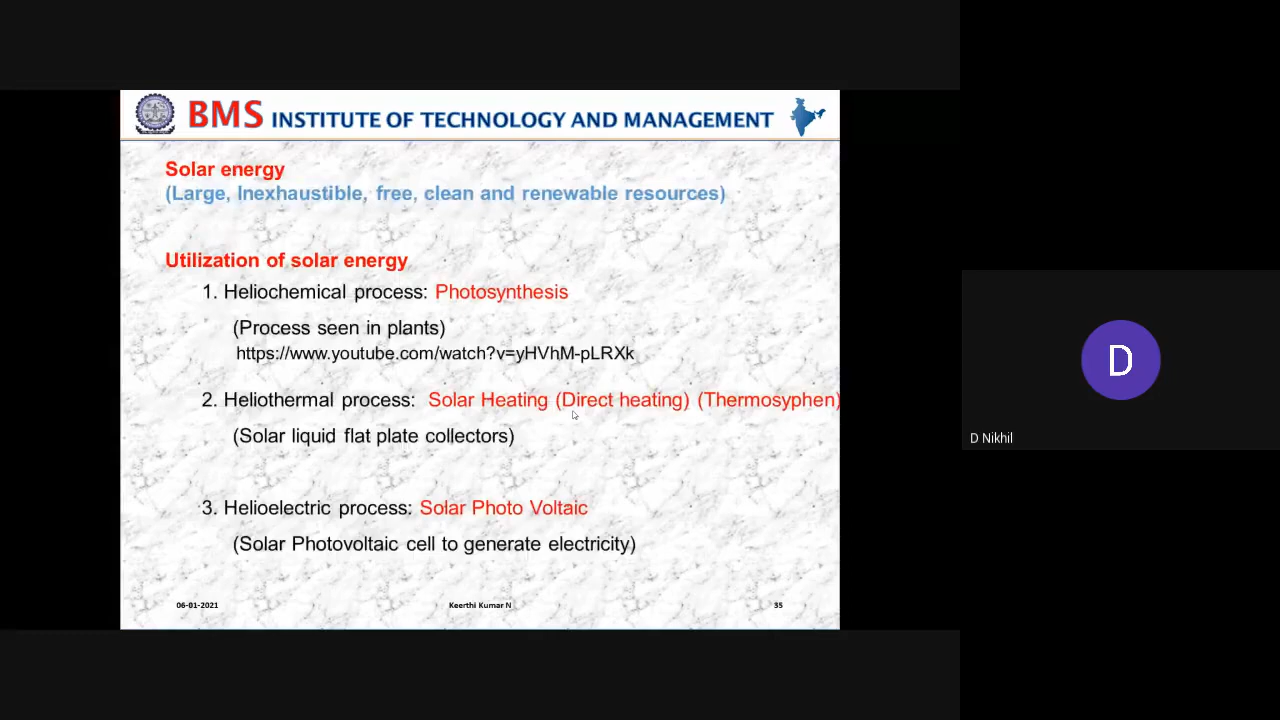 BMS INSTITUTE OF TECHNOLOGY AND MANAGEMENT
Solar energy
(Large, Inexhaustible, free, clean and renewable resources)
Utilization of solar energy
1. Heliochemical process: Photosynthesis
(Process seen in plants)
https://www.youtube.com/watch?v=yHVhM-pLRXk
2. Heliothermal process: Solar Heating (Direct heating) (Thermosyphen)
(Solar liquid flat plate collectors)
3. Helioelectric process: Solar Photo Voltaic
(Solar Photovoltaic cell to generate electricity)
06-01-2021 Keerthi Kumar N 35
D
D Nikhil